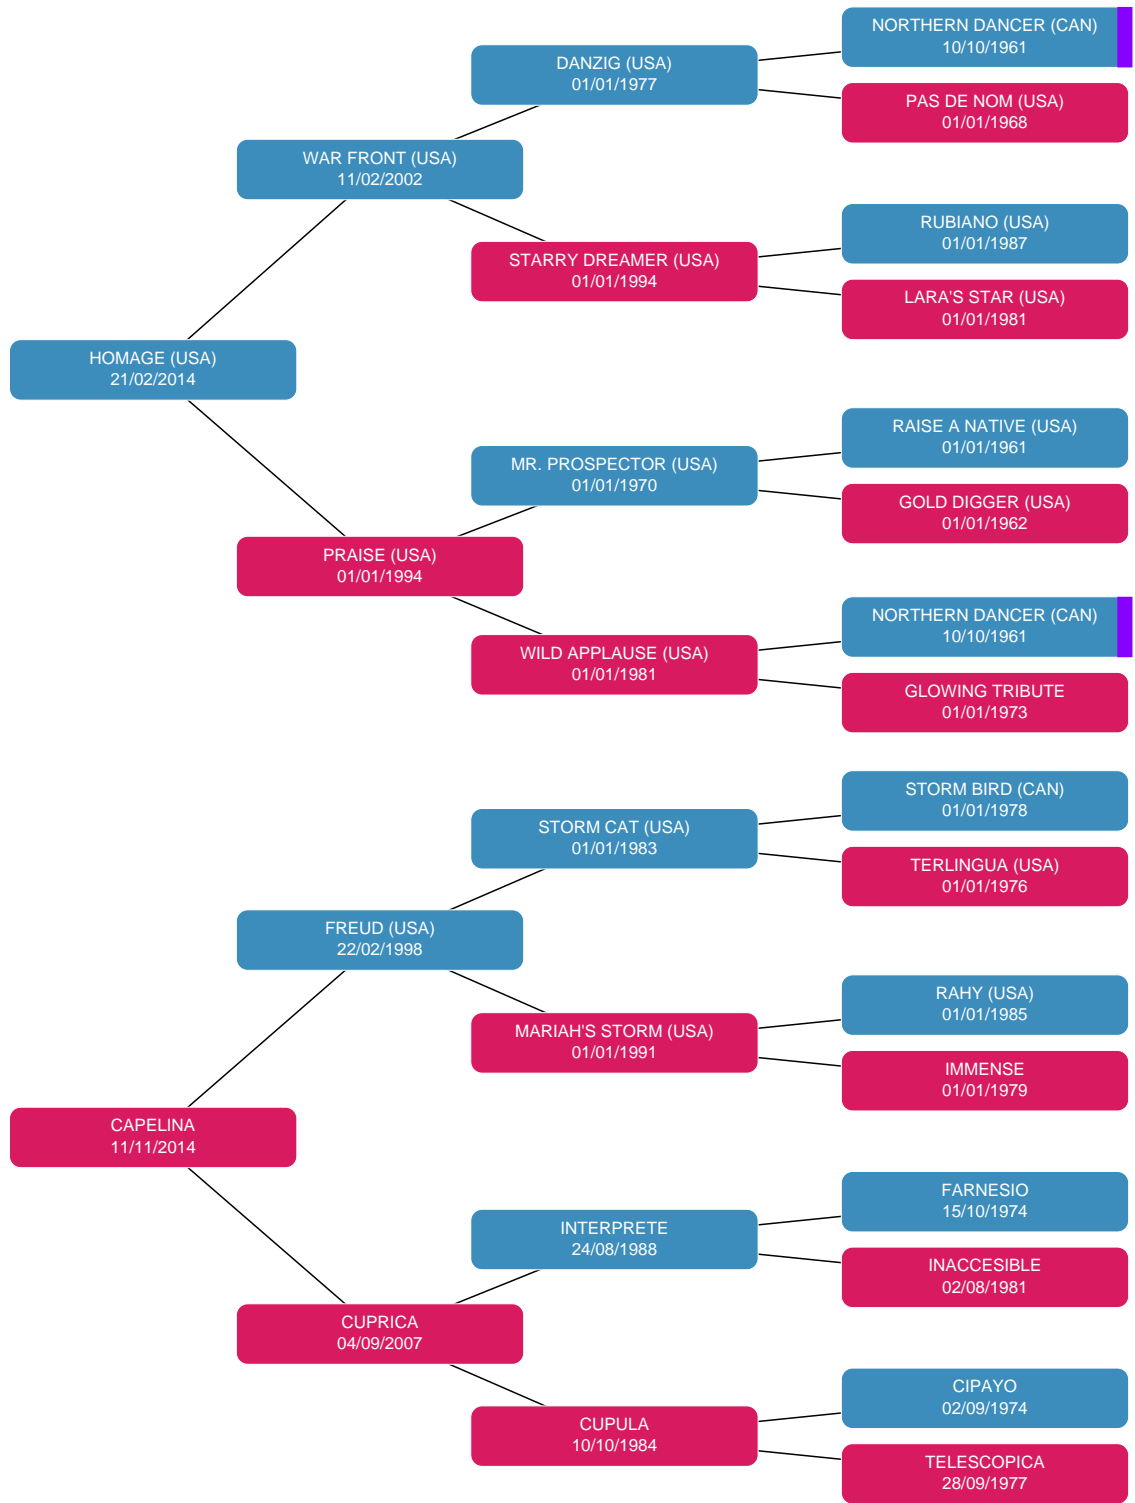 NORTHERN DANCER (CAN)
10/10/1961
DANZIG (USA)
01/01/1977
PAS DE NOM (USA)
01/01/1968
WAR FRONT (USA)
11/02/2002
RUBIANO (USA)
01/01/1987
STARRY DREAMER (USA)
01/01/1994
LARA'S STAR (USA)
01/01/1981
HOMAGE (USA)
21/02/2014
RAISE A NATIVE (USA)
01/01/1961
MR. PROSPECTOR (USA)
01/01/1970
GOLD DIGGER (USA)
01/01/1962
PRAISE (USA)
01/01/1994
NORTHERN DANCER (CAN)
10/10/1961
WILD APPLAUSE (USA)
01/01/1981
GLOWING TRIBUTE
01/01/1973
STORM BIRD (CAN)
01/01/1978
STORM CAT (USA)
01/01/1983
TERLINGUA (USA)
01/01/1976
FREUD (USA)
22/02/1998
RAHY (USA)
01/01/1985
MARIAH'S STORM (USA)
01/01/1991
IMMENSE
01/01/1979
CAPELINA
11/11/2014
FARNESIO
15/10/1974
INTERPRETE
24/08/1988
INACCESIBLE
02/08/1981
CUPRICA
04/09/2007
CIPAYO
02/09/1974
CUPULA
10/10/1984
TELESCOPICA
28/09/1977